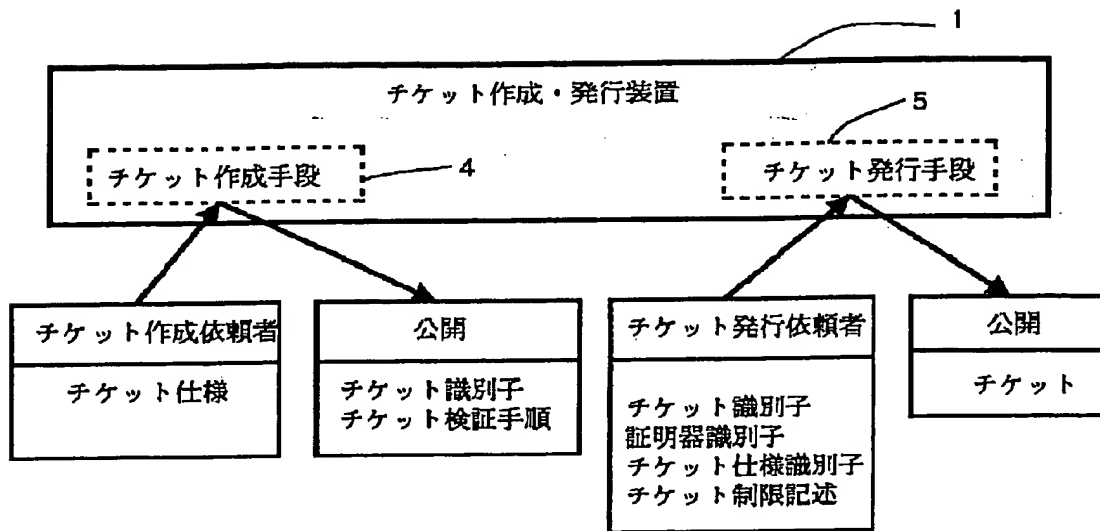 1
チケット作成・発行装置
5
チケット作成手段
4
チケット発行手段
チケット作成依頼者
チケット仕様
公開
チケット識別子
チケット検証手順
チケット発行依頼者
チケット識別子
証明器識別子
チケット仕様識別子
チケット制限記述
公開
チケット